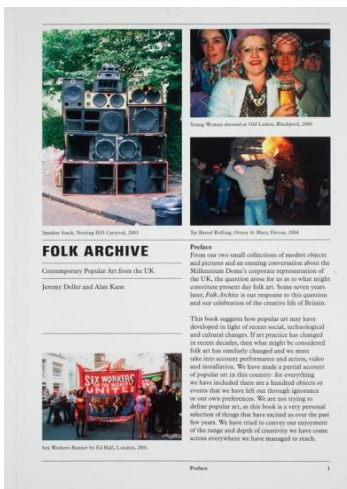 Young Women dressed as Old Ladies, Blackpool, 2000
Speaker Stack, Notting Hill Carnival, 2003
Tar Barrel Rolling, Ottery St Mary, Devon, 2004
FOLK ARCHIVE
Contemporary Popular Art from the UK
Jeremy Deller and Alan Kane
SEX WORKERS
OF THE WORLD
UNITE!
Sex Workers Banner by Ed Hall, London, 2001
Preface
From our two small collections of modest objects
and pictures and an ensuing conversation about the
Millennium Dome's corporate representation of
the UK, the question arose for us as to what might
constitute present day folk art. Some seven years
later, Folk Archive is our response to this question
and our celebration of the creative life of Britain.
This book suggests how popular art may have
developed in light of recent social, technological
and cultural changes. If art practice has changed
in recent decades, then what might be considered
folk art has similarly changed and we must
take into account performance and action, video
and installation. We have made a partial account
of popular art in this country: for everything
we have included there are a hundred objects or
events that we have left out through ignorance
or our own preferences. We are not trying to
define popular art, as this book is a very personal
selection of things that have excited us over the past
few years. We have tried to convey our enjoyment
of the range and depth of creativity we have come
across everywhere we have managed to reach.
Preface 1